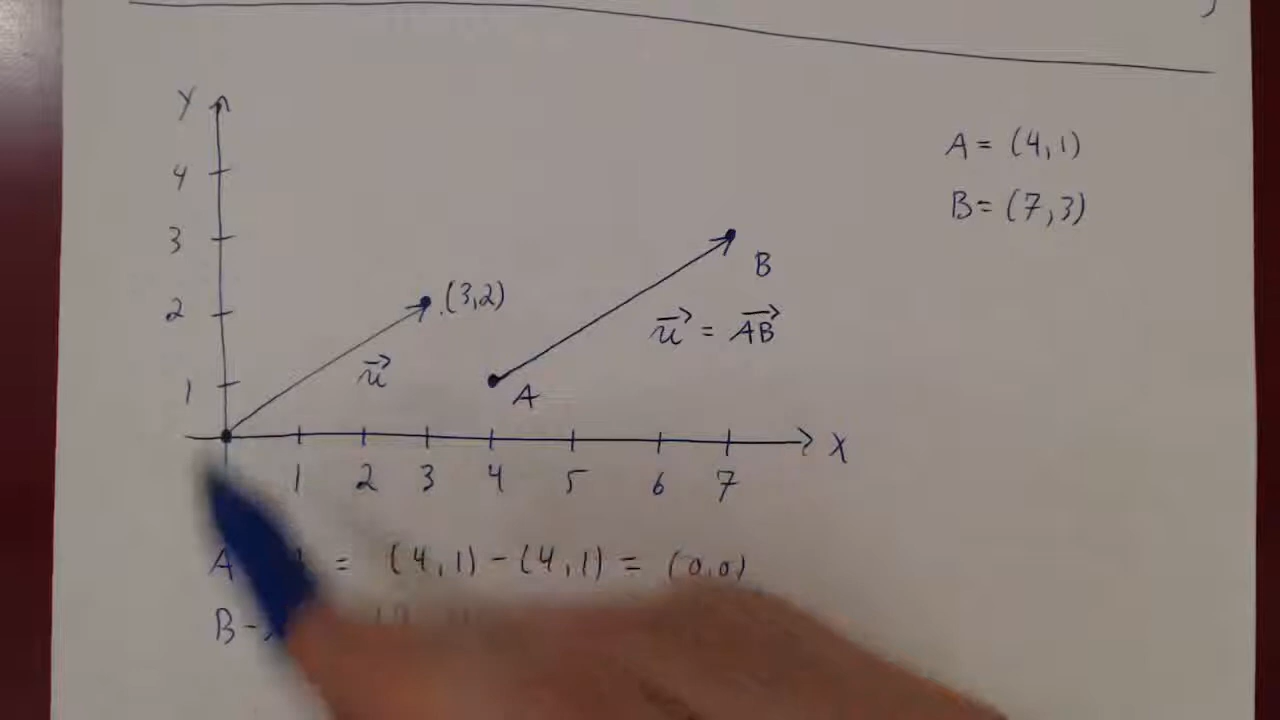 Y
4
3
2
1
1 2 3 4 5 6 7
X
(3,2)
u
A
B
u = AB
A = (4,1)
B = (7,3)
A = (4,1) - (4,1) = (0,0)
B -